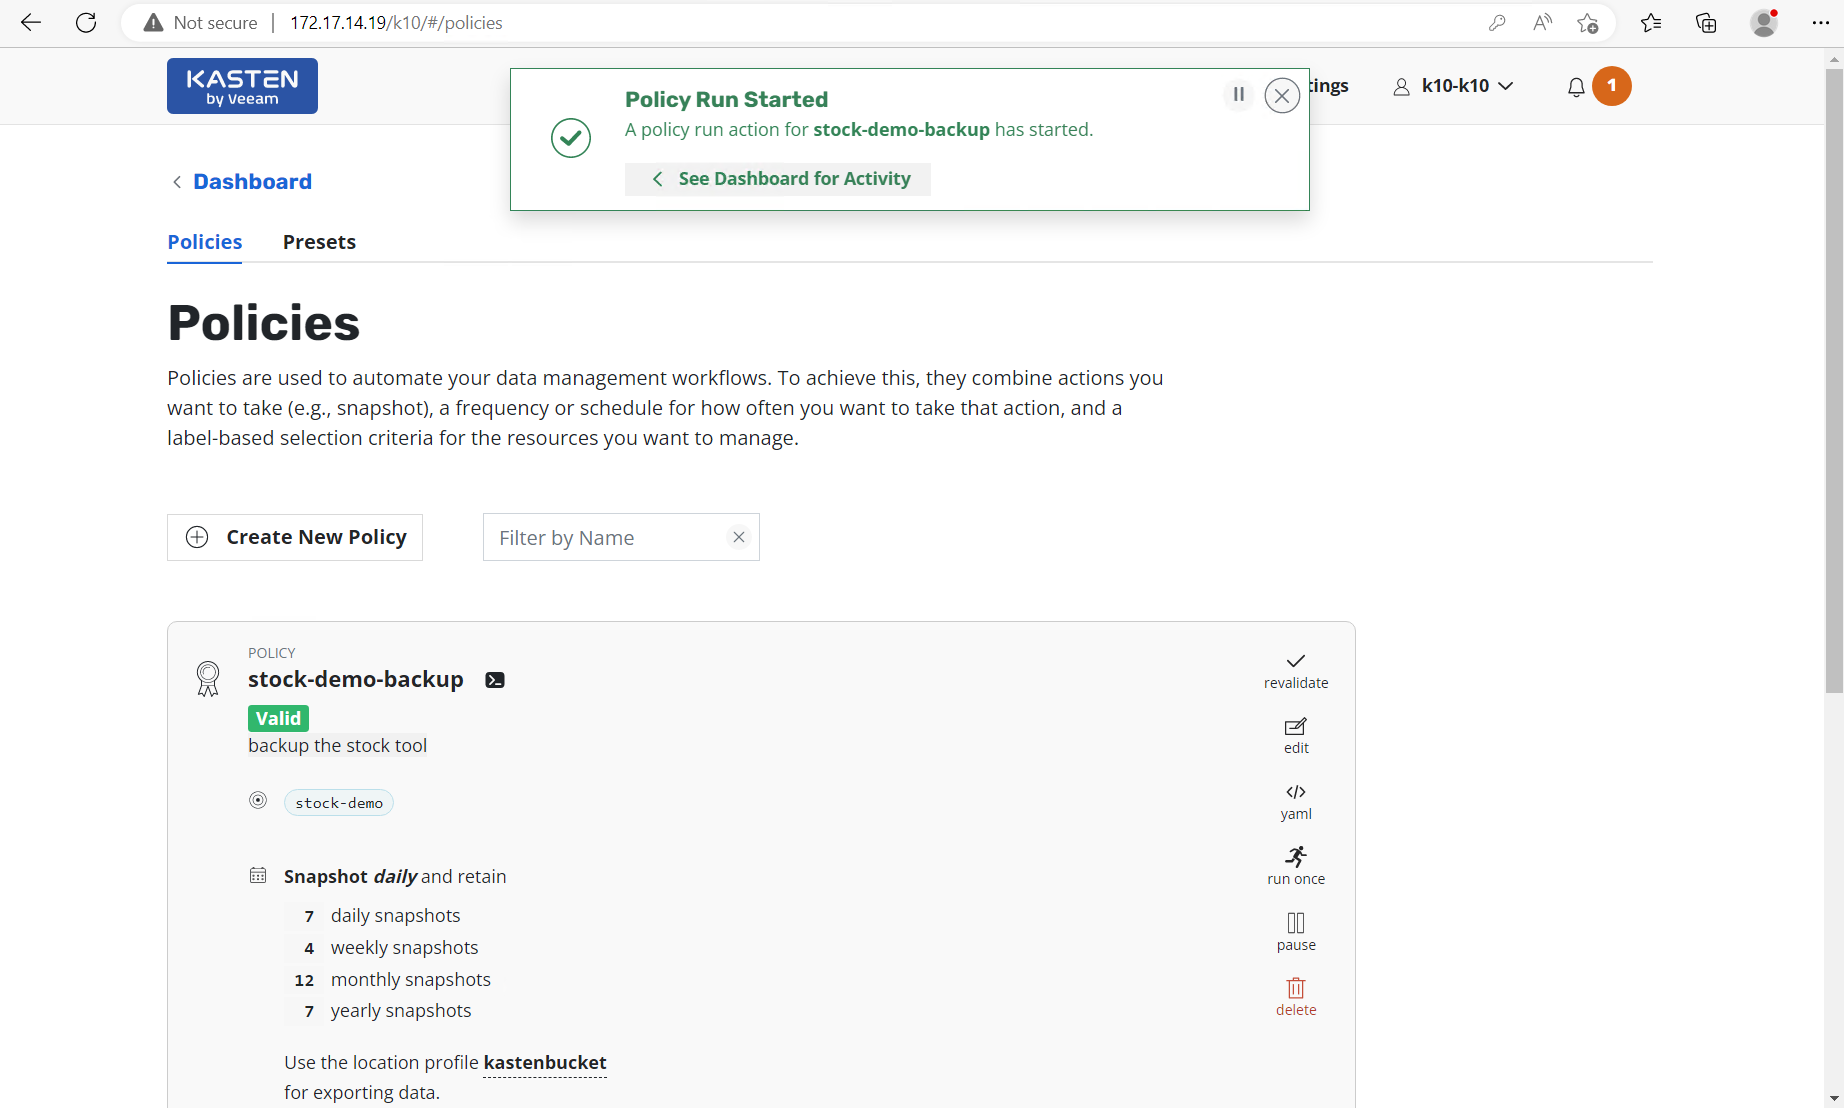 Not secure
172.17.14.19/k10/#/policies
KASTEN
by Veeam
Policy Run Started
A policy run action for stock-demo-backup has started.
See Dashboard for Activity
tings
k10-k10
1
Dashboard
Policies
Presets
Policies
Policies are used to automate your data management workflows. To achieve this, they combine actions you
want to take (e.g., snapshot), a frequency or schedule for how often you want to take that action, and a
label-based selection criteria for the resources you want to manage.
Create New Policy
Filter by Name
POLICY
stock-demo-backup
Valid
backup the stock tool
stock-demo
Snapshot daily and retain
7 daily snapshots
4 weekly snapshots
12 monthly snapshots
7 yearly snapshots
Use the location profile kastenbucket
for exporting data.
revalidate
edit
yaml
run once
pause
delete